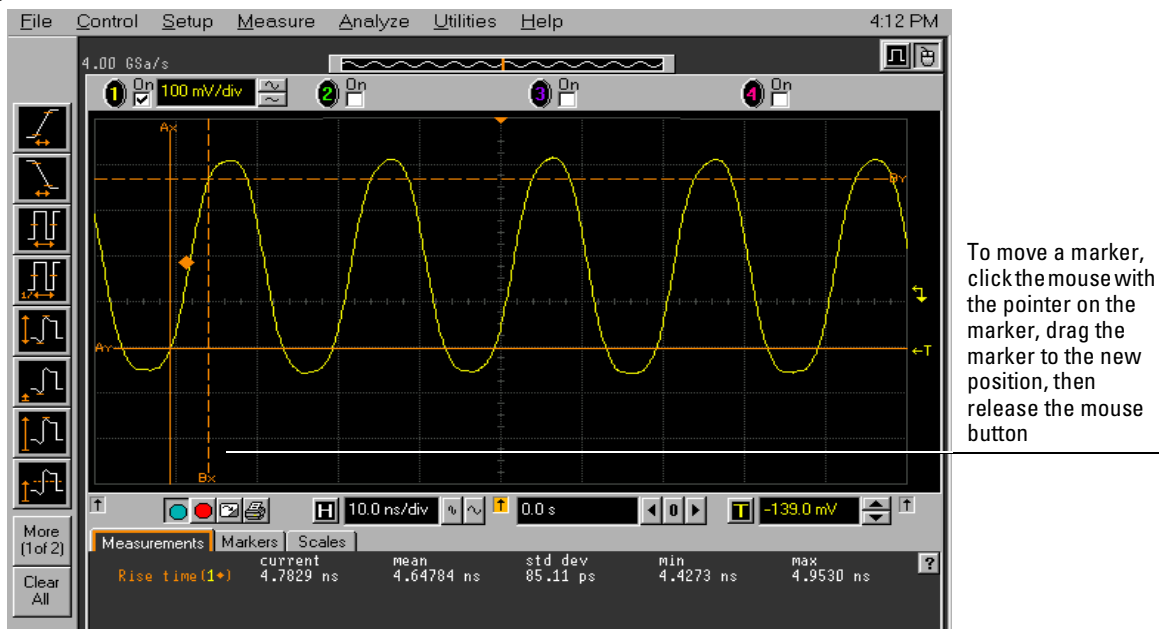 File Control Setup Measure Analyze Utilities Help 4:12 PM
4.00 GSa/s
1 On 100 mV/div 2 On 3 On 4 On
Ax
By
Ay
T
Bx
To move a marker,
click the mouse with
the pointer on the
marker, drag the
marker to the new
position, then
release the mouse
button
H 10.0 ns/div 0.0 s 0 T -139.0 mV
More
(1 of 2)
Clear
All
Measurements Markers Scales
current mean std dev min max
Rise time(1) 4.7829 ns 4.64784 ns 85.11 ps 4.4273 ns 4.9530 ns
?